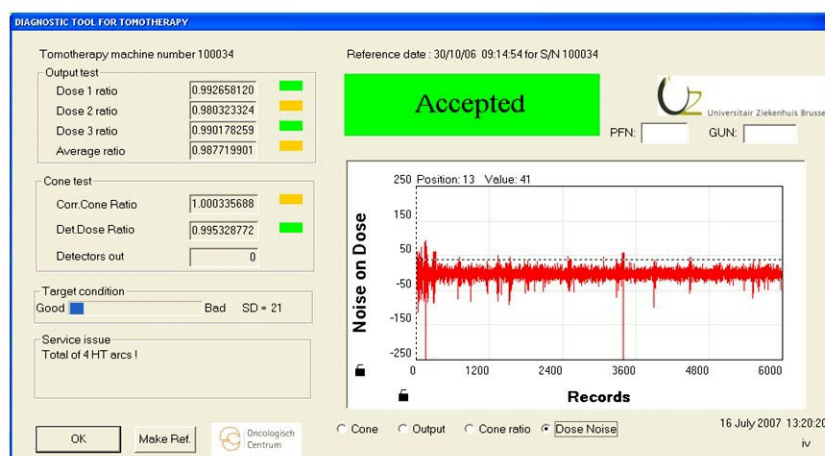 DIAGNOSTIC TOOL FOR TOMOTHERAPY
Tomotherapy machine number 100034
Reference date : 30/10/06 09:14:54 for S/N 100034
Output test
Dose 1 ratio 0.992658120
Dose 2 ratio 0.980323324
Dose 3 ratio 0.990178259
Average ratio 0.987719901
Accepted
UZ
Universitair Ziekenhuis Brusse
PFN:
GUN:
Cone test
Corr.Cone Ratio 1.000335688
Det.Dose Ratio 0.995328772
Detectors out 0
Target condition
Good Bad SD = 21
Service issue
Total of 4 HT arcs !
Position: 13 Value: 41
Noise on Dose
250
150
50
-50
-150
-250
0 1200 2400 3600 4800 6000
Records
OK
Make Ref.
Oncologisch
Centrum
Cone Output Cone ratio Dose Noise
16 July 2007 13:20:20
iv